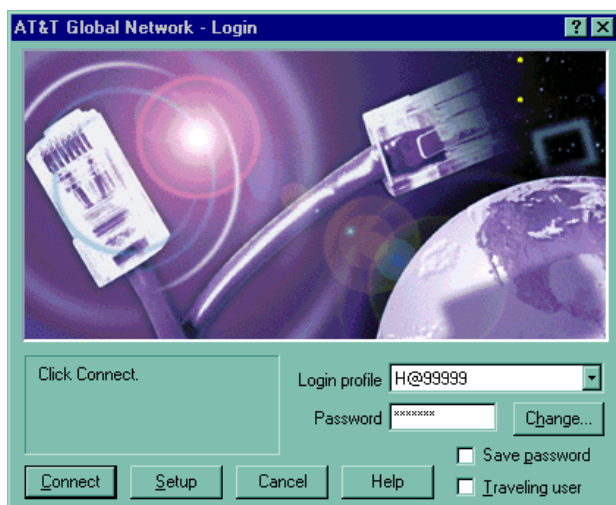 AT&T Global Network - Login
Click Connect.
Login profile H@99999
Password ******* Change...
Save password
Connect Setup Cancel Help Traveling user